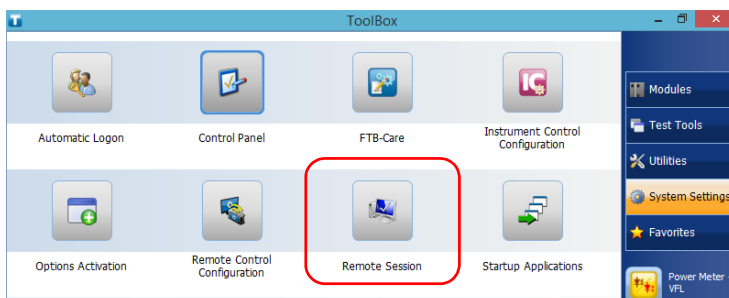 T
ToolBox
Automatic Logon
Control Panel
FTB-Care
IC
Instrument Control
Configuration
Options Activation
Remote Control
Configuration
Remote Session
Startup Applications
Modules
Test Tools
Utilities
System Settings
Favorites
Power Meter -
VFL